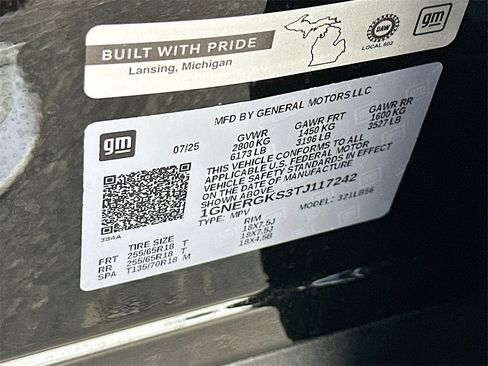 BUILT WITH PRIDE
Lansing, Michigan
UAW
LOCAL 602
gm
gm
MFD BY GENERAL MOTORS LLC
07/25
GVWR GAWR FRT GAWR RR
2800 KG 1450 KG 1600 KG
6173 LB 3196 LB 3527 LB
THIS VEHICLE CONFORMS TO ALL
APPLICABLE U.S. FEDERAL MOTOR
VEHICLE SAFETY STANDARDS IN EFFECT
ON THE DATE OF MANUFACTURE
SHOWN ABOVE.
1GNERGKS3TJ117242
TYPE: MPV MODEL: 321LB56
384A
TIRE SIZE RIM
FRT 255/65R18 T 18X7.5J
RR 255/65R18 T 18X7.5J
SPA T135/70R18 M 18X4.5B